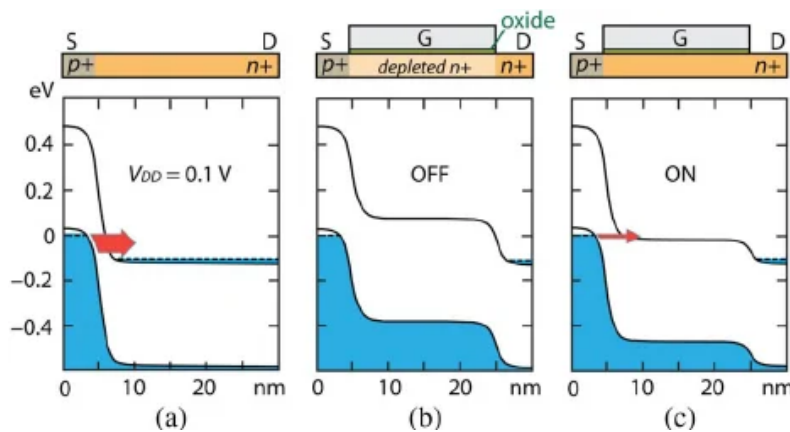 oxide
S D S G D S G D
p+ n+ p+ depleted n+ n+ p+ n+
eV
0.4
0.2
0
−0.2
−0.4
VDD = 0.1 V
OFF
ON
0 10 20 nm 0 10 20 nm 0 10 20 nm
(a) (b) (c)